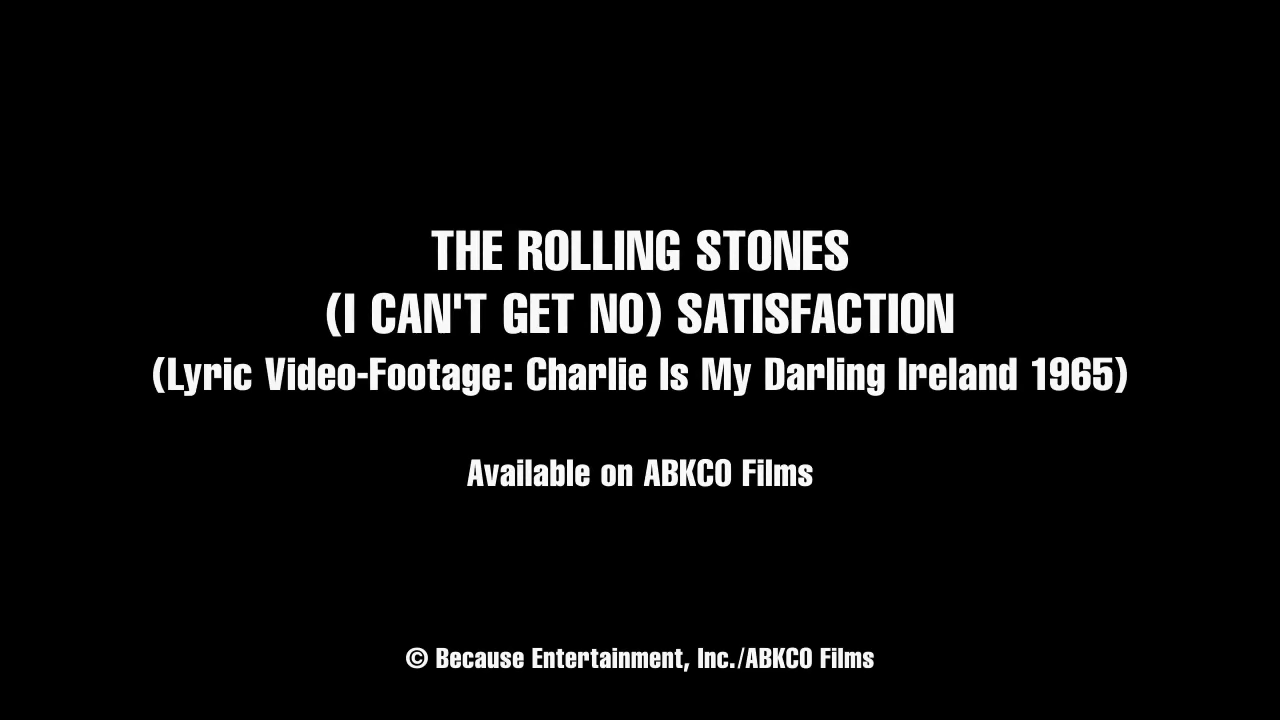 THE ROLLING STONES
(I CAN'T GET NO) SATISFACTION
(Lyric Video-Footage: Charlie Is My Darling Ireland 1965)
Available on ABKCO Films
© Because Entertainment, Inc./ABKCO Films